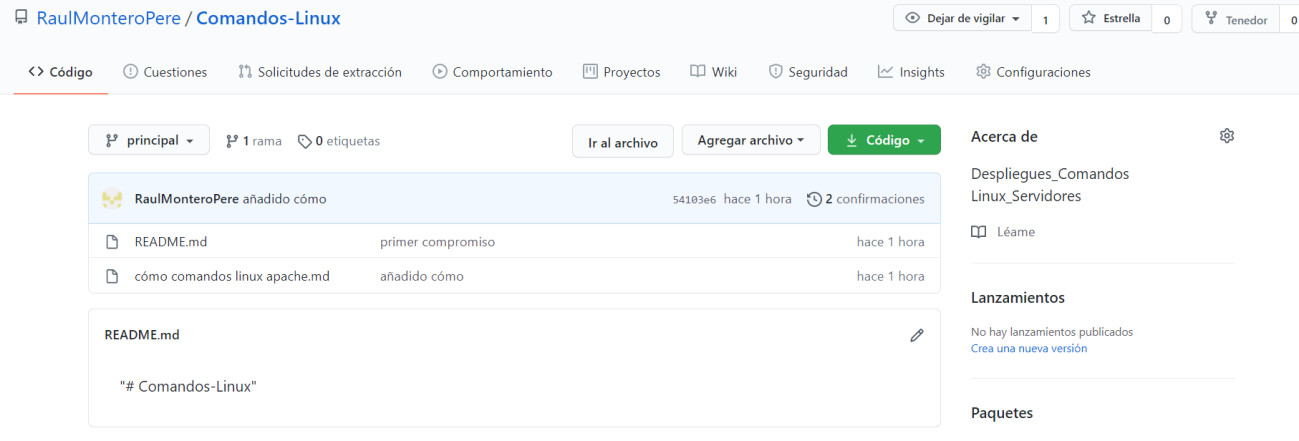 RaulMonteroPere / Comandos-Linux
Dejar de vigilar 1 Estrella 0 Tenedor 0
Código Cuestiones Solicitudes de extracción Comportamiento Proyectos Wiki Seguridad Insights Configuraciones
principal 1 rama 0 etiquetas Ir al archivo Agregar archivo Código
RaulMonteroPere añadido cómo 54103e6 hace 1 hora 2 confirmaciones
README.md primer compromiso hace 1 hora
cómo comandos linux apache.md añadido cómo hace 1 hora
README.md
"# Comandos-Linux"
Acerca de
Despliegues_Comandos
Linux_Servidores
Léame
Lanzamientos
No hay lanzamientos publicados
Crea una nueva versión
Paquetes